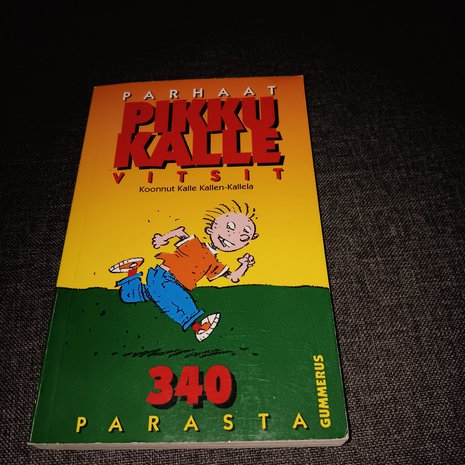 PARHAAT
PIKKU
KALLE
VITSIT
Koonnut Kalle Kallen-Kallela
340
PARASTA
GUMMERUS